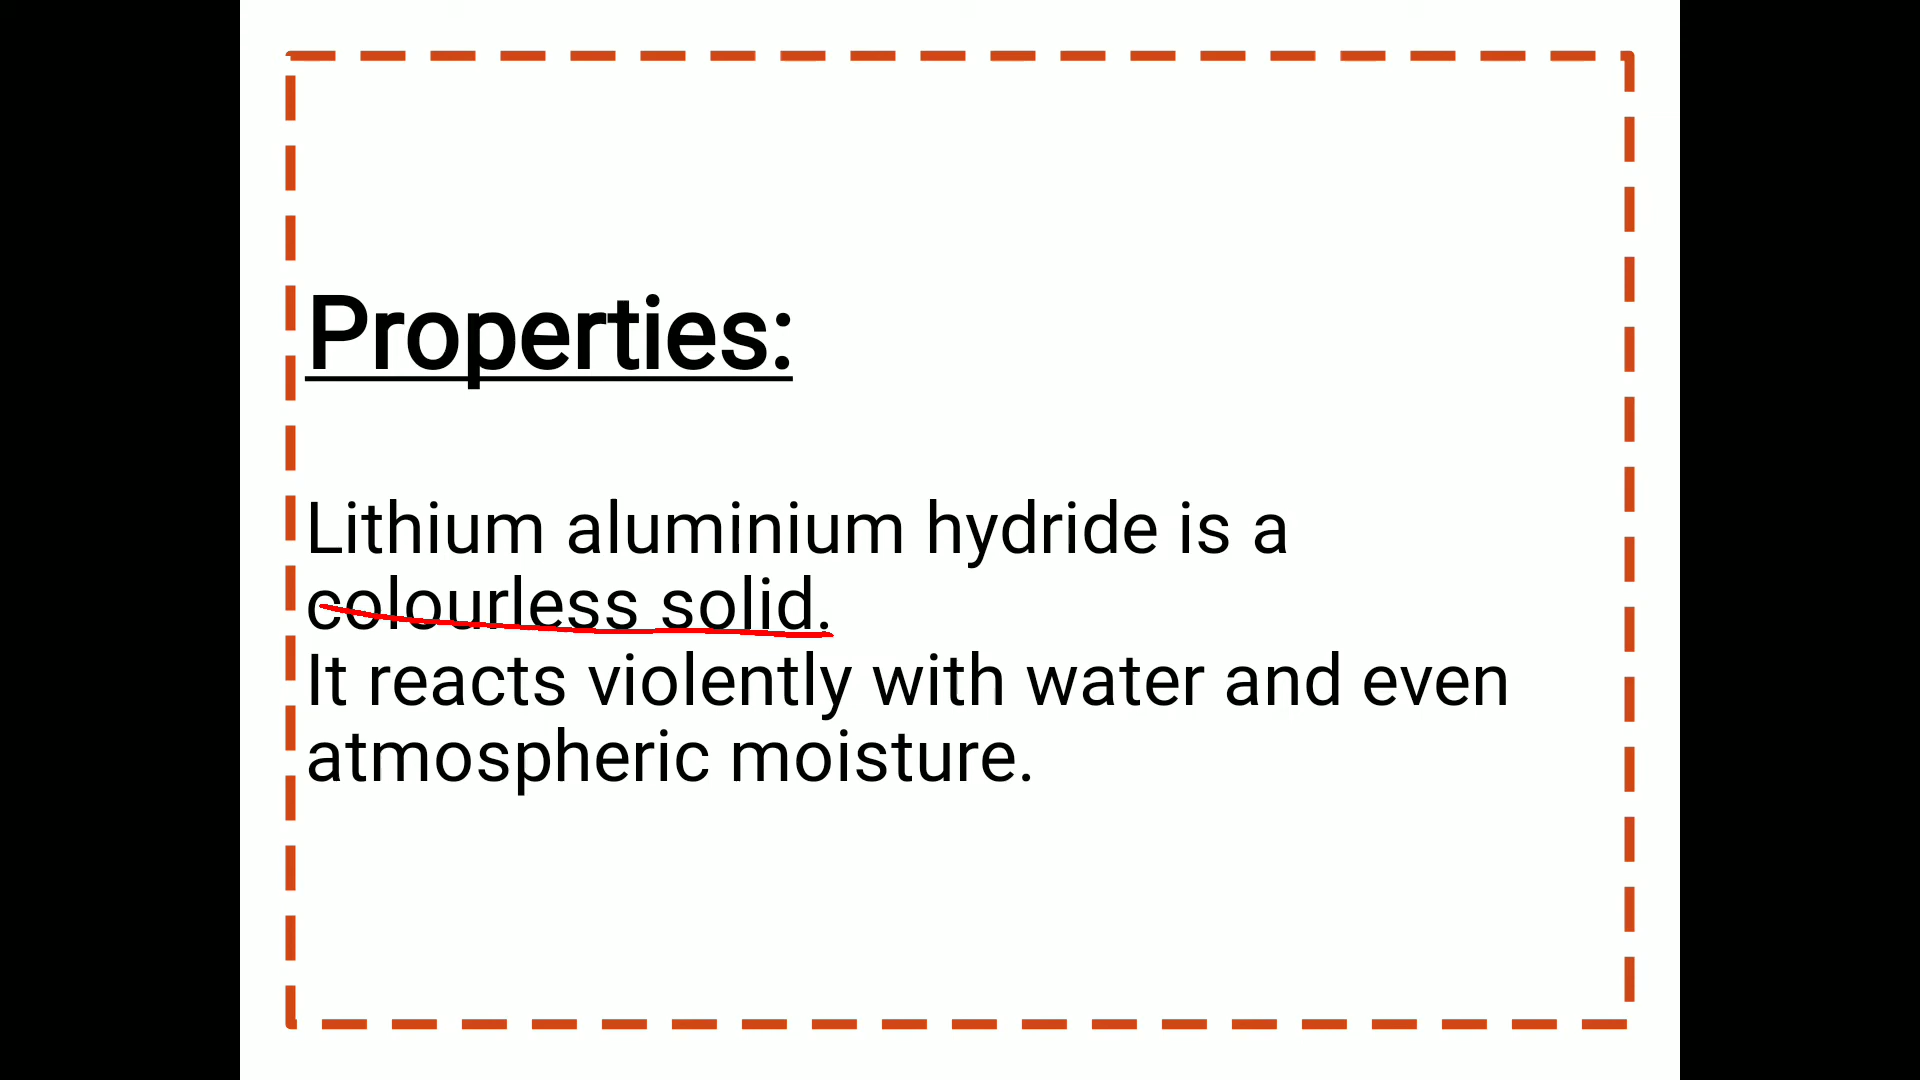 Properties:
Lithium aluminium hydride is a
colourless solid.
It reacts violently with water and even
atmospheric moisture.